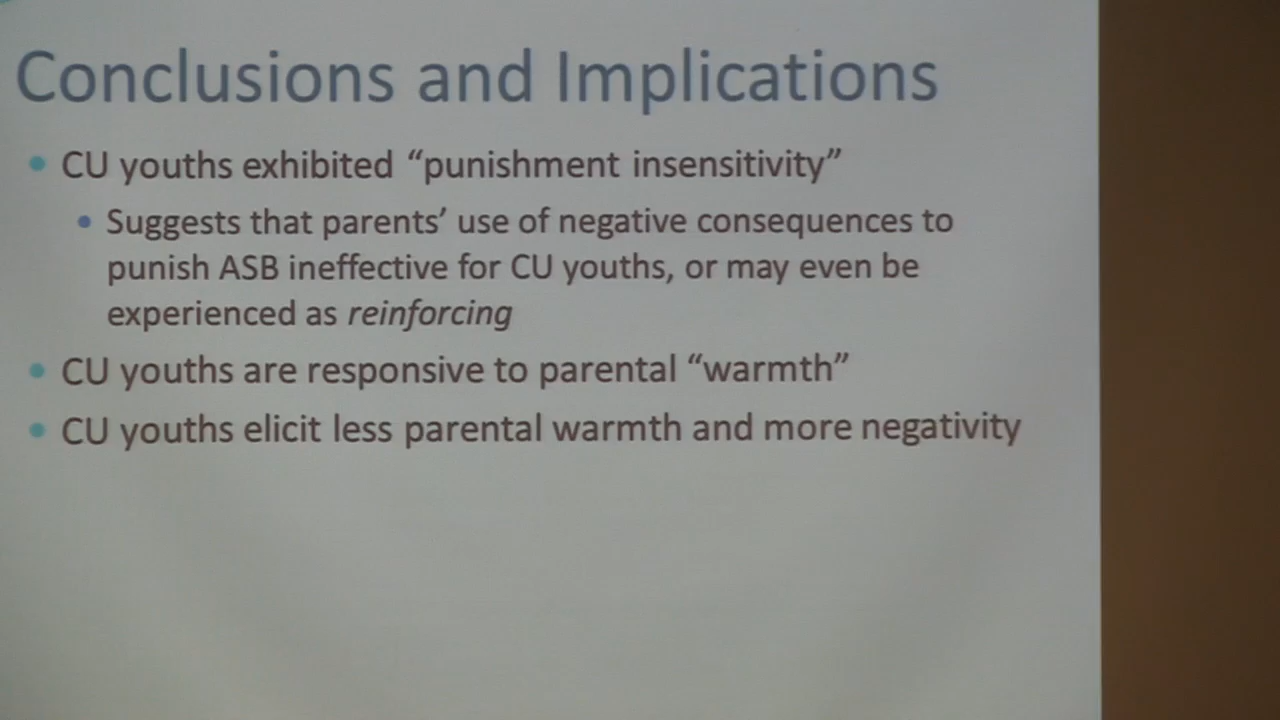 Conclusions and Implications
• CU youths exhibited “punishment insensitivity”
• Suggests that parents’ use of negative consequences to
punish ASB ineffective for CU youths, or may even be
experienced as reinforcing
• CU youths are responsive to parental “warmth”
• CU youths elicit less parental warmth and more negativity